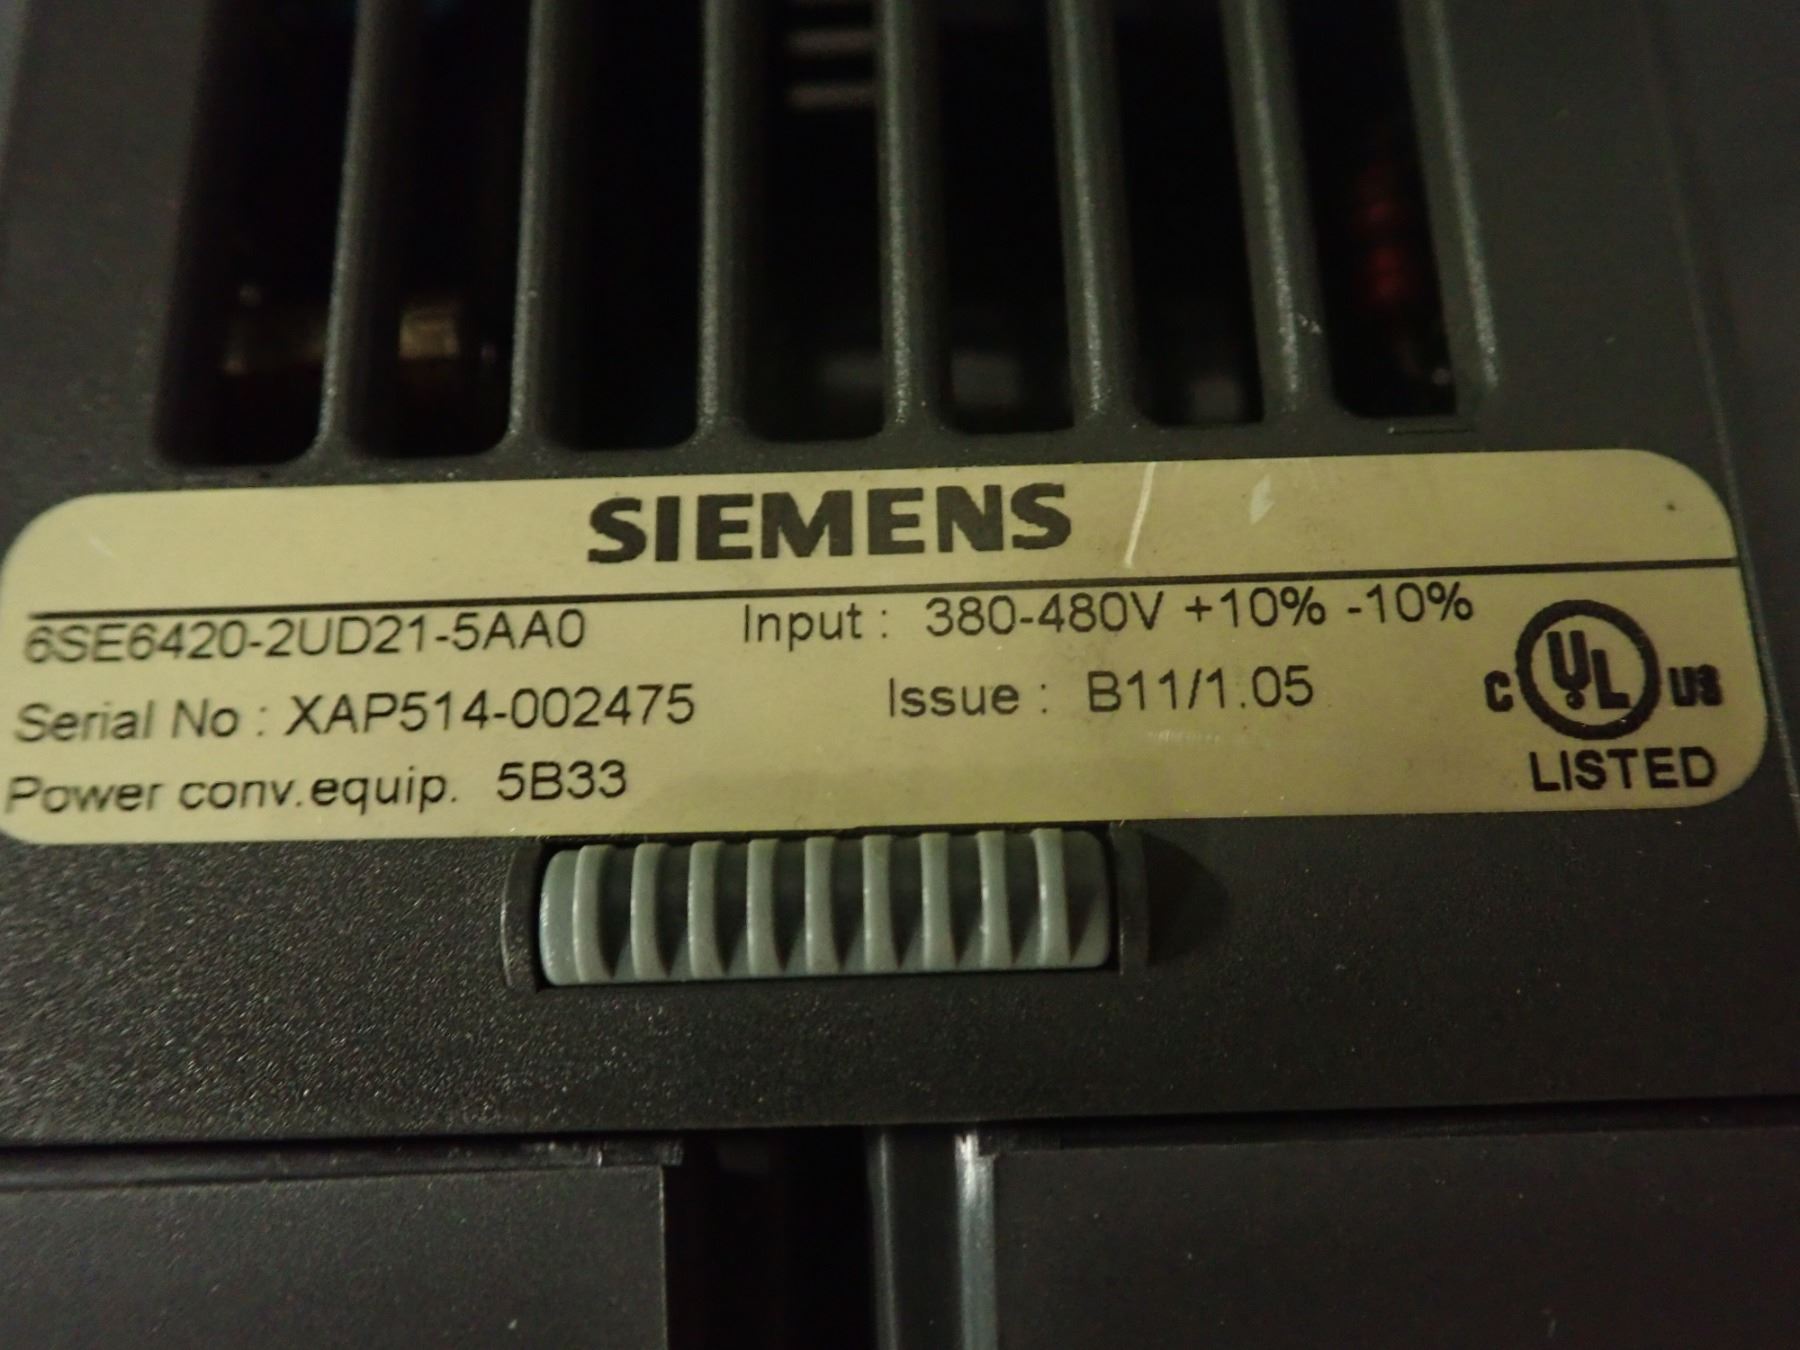 SIEMENS
6SE6420-2UD21-5AA0 Input : 380-480V +10% -10%
Serial No : XAP514-002475 Issue : B11/1.05
C UL US
Power conv.equip. 5B33 LISTED